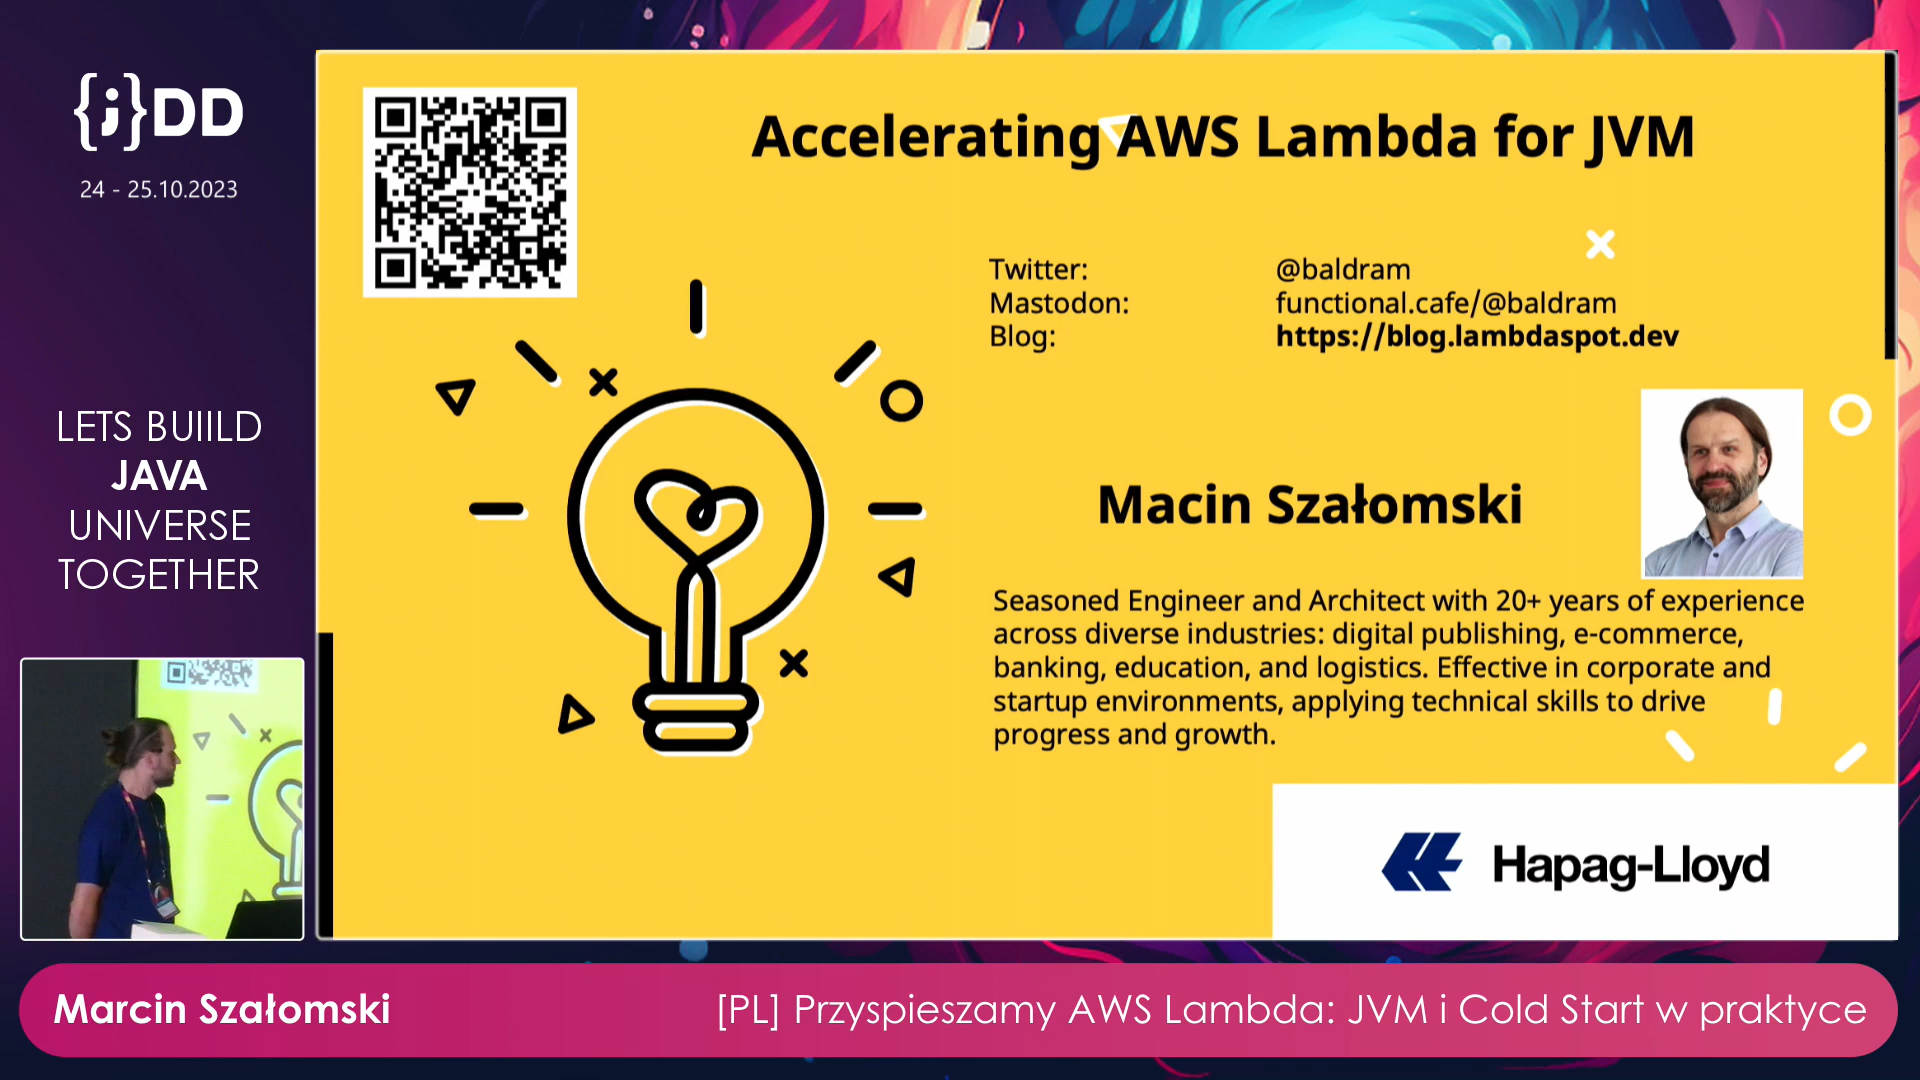 {j}DD
24 - 25.10.2023
LETS BUIILD
JAVA
UNIVERSE
TOGETHER
Accelerating AWS Lambda for JVM
Twitter: @baldram
Mastodon: functional.cafe/@baldram
Blog: https://blog.lambdaspot.dev
Macin Szałomski
Seasoned Engineer and Architect with 20+ years of experience
across diverse industries: digital publishing, e-commerce,
banking, education, and logistics. Effective in corporate and
startup environments, applying technical skills to drive
progress and growth.
Hapag-Lloyd
Marcin Szałomski
[PL] Przyspieszamy AWS Lambda: JVM i Cold Start w praktyce